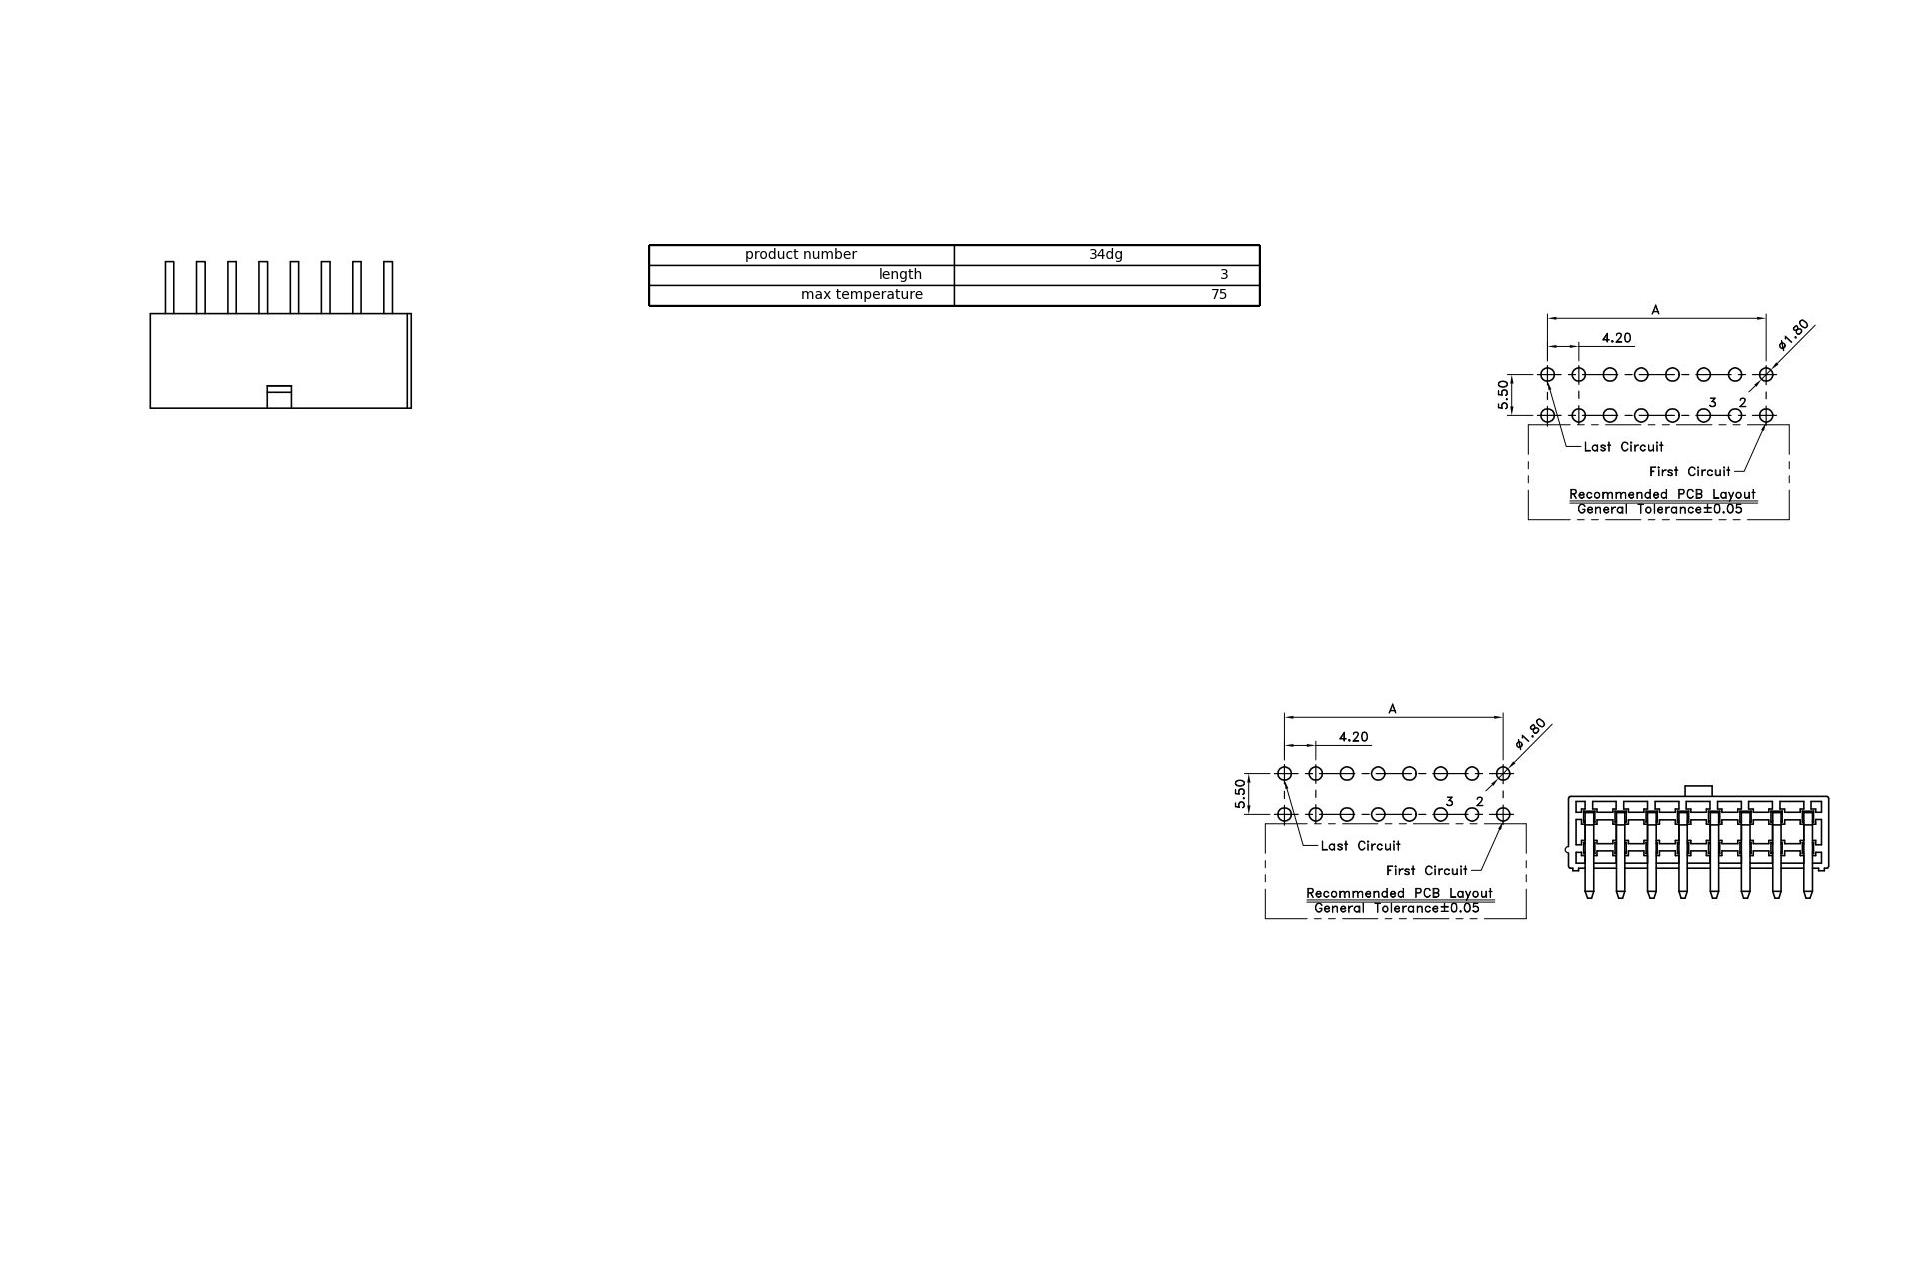 product number 34dg
length 3
max temperature 75
A
4.20
ø1.80
5.50
3 2
Last Circuit
First Circuit
Recommended PCB Layout
General Tolerance±0.05
A
4.20
ø1.80
5.50
3 2
Last Circuit
First Circuit
Recommended PCB Layout
General Tolerance±0.05